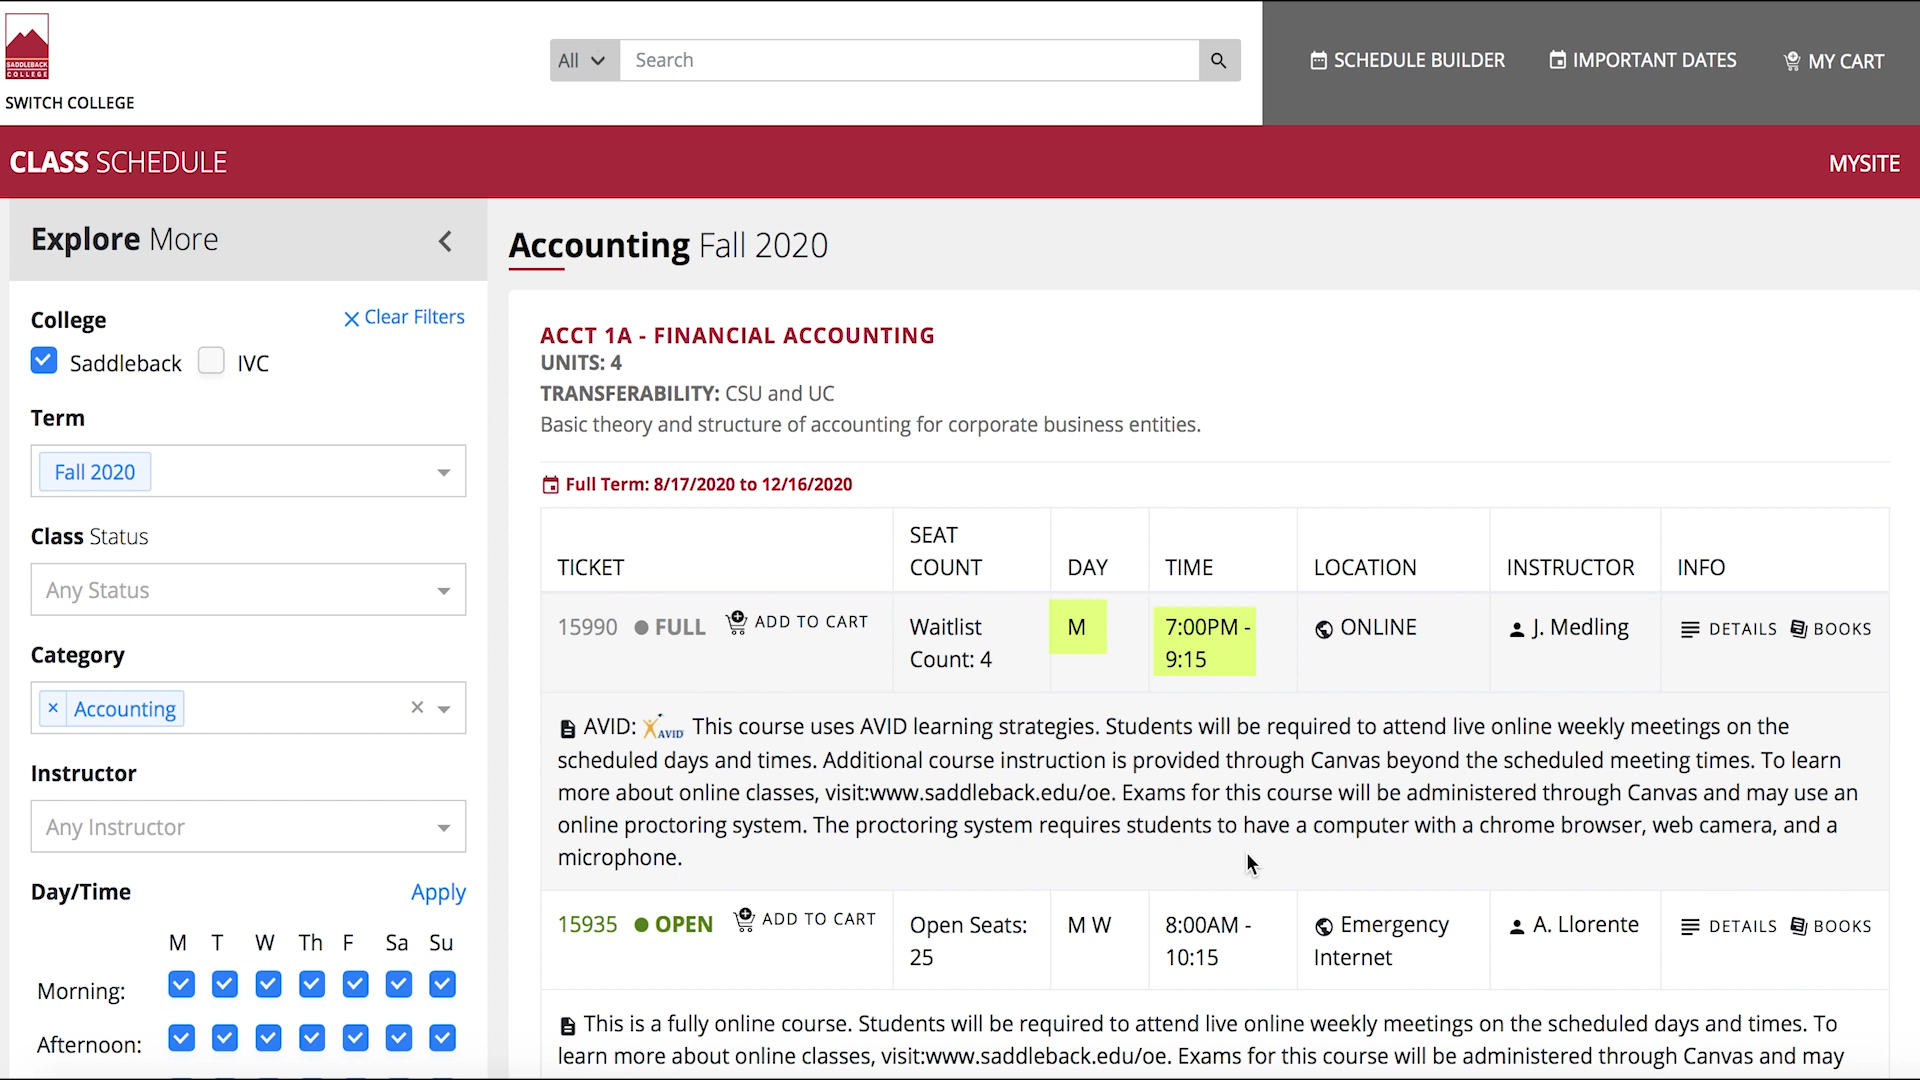 SADDLEBACK
COLLEGE
SWITCH COLLEGE
All Search
SCHEDULE BUILDER IMPORTANT DATES MY CART
CLASS SCHEDULE MYSITE
Explore More
College Clear Filters
Saddleback IVC
Term
Fall 2020
Class Status
Any Status
Category
× Accounting ×
Instructor
Any Instructor
Day/Time Apply
M T W Th F Sa Su
Morning:
Afternoon:
Accounting Fall 2020
ACCT 1A - FINANCIAL ACCOUNTING
UNITS: 4
TRANSFERABILITY: CSU and UC
Basic theory and structure of accounting for corporate business entities.
Full Term: 8/17/2020 to 12/16/2020
SEAT
TICKET COUNT DAY TIME LOCATION INSTRUCTOR INFO
15990 FULL ADD TO CART Waitlist M 7:00PM - ONLINE J. Medling DETAILS BOOKS
Count: 4 9:15
AVID: AVID This course uses AVID learning strategies. Students will be required to attend live online weekly meetings on the
scheduled days and times. Additional course instruction is provided through Canvas beyond the scheduled meeting times. To learn
more about online classes, visit:www.saddleback.edu/oe. Exams for this course will be administered through Canvas and may use an
online proctoring system. The proctoring system requires students to have a computer with a chrome browser, web camera, and a
microphone.
15935 OPEN ADD TO CART Open Seats: M W 8:00AM - Emergency A. Llorente DETAILS BOOKS
25 10:15 Internet
This is a fully online course. Students will be required to attend live online weekly meetings on the scheduled days and times. To
learn more about online classes, visit:www.saddleback.edu/oe. Exams for this course will be administered through Canvas and may